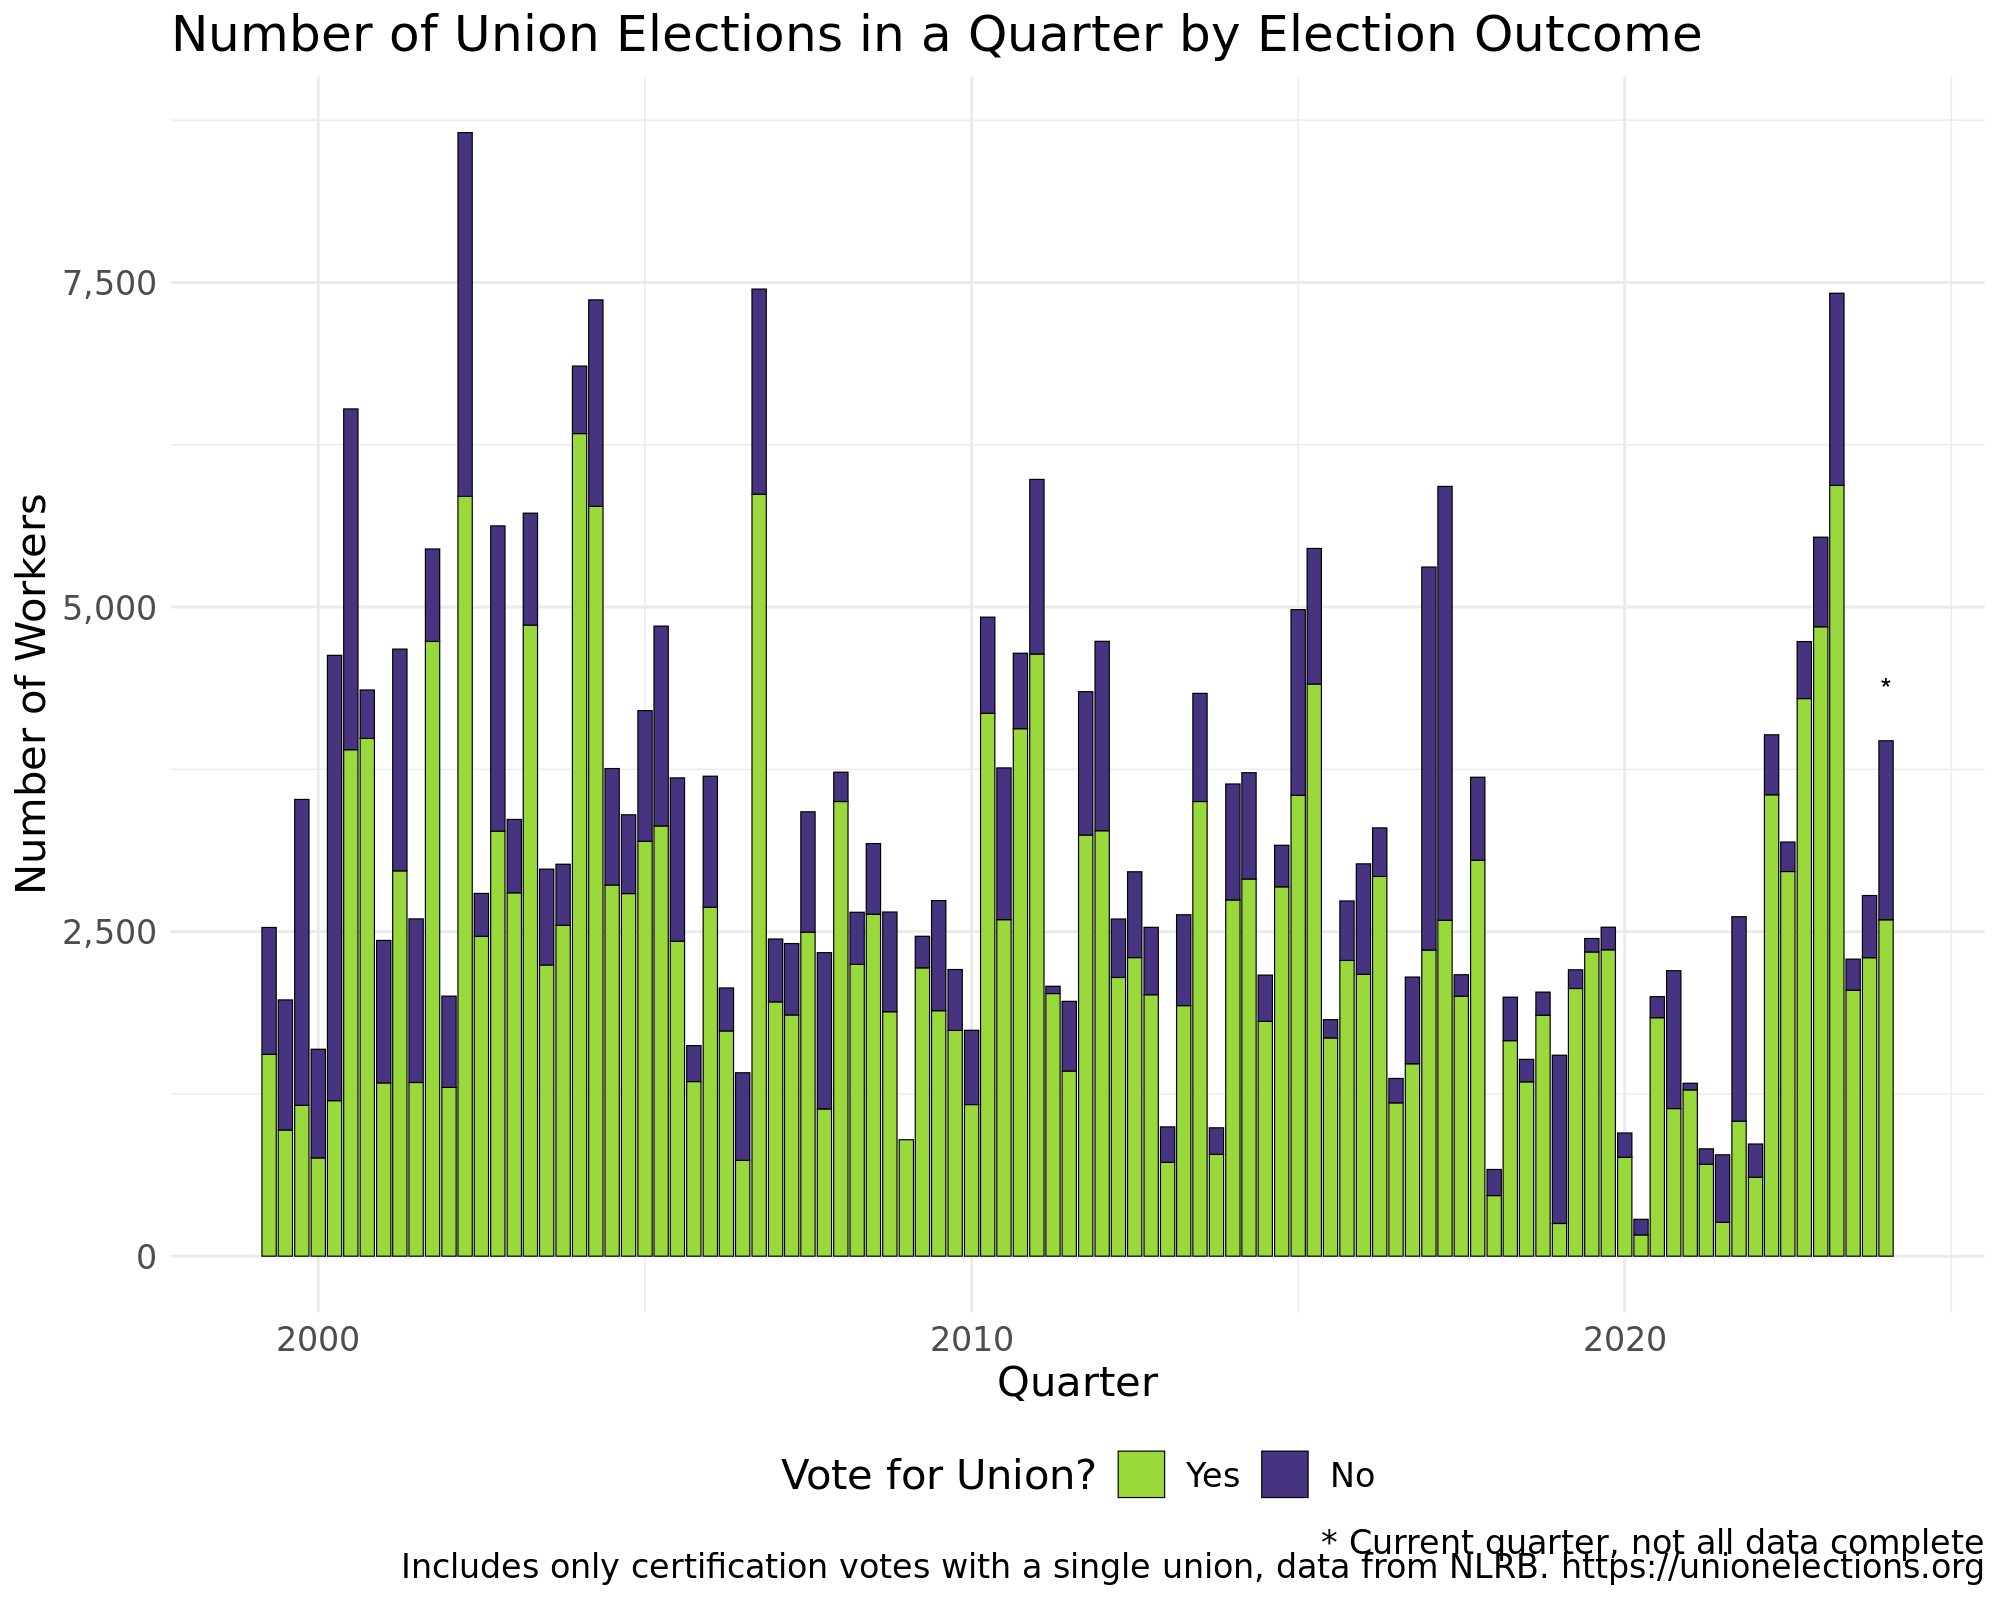 Number of Union Elections in a Quarter by Election Outcome
Number of Workers
7,500
5,000
2,500
0
*
2000 2010 2020
Quarter
Vote for Union? Yes No
* Current quarter, not all data complete
Includes only certification votes with a single union, data from NLRB. https://unionelections.org